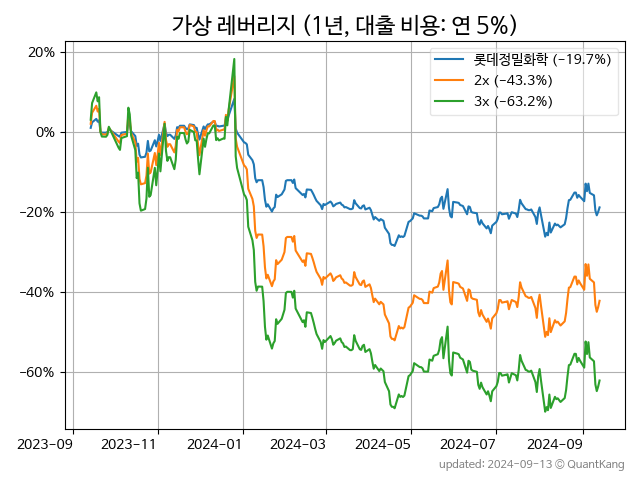 가상 레버리지 (1년, 대출 비용: 연 5%)
20%
0%
−20%
−40%
−60%
롯데정밀화학 (−19.7%)
2x (−43.3%)
3x (−63.2%)
2023−09 2023−11 2024−01 2024−03 2024−05 2024−07 2024−09
updated: 2024−09−13 © QuantKang